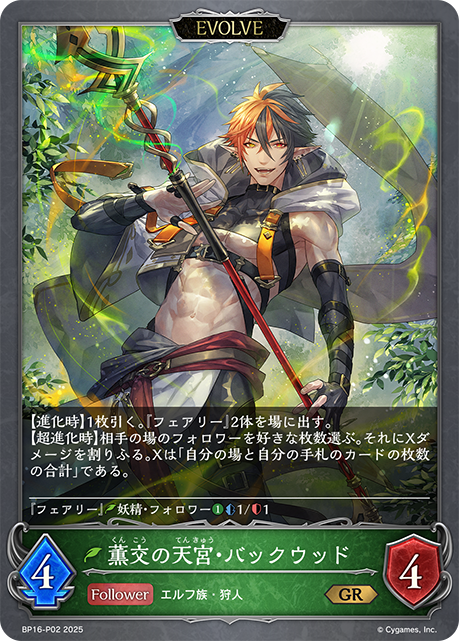 EVOLVE
【進化時】1枚引く。『フェアリー』2体を場に出す。
【超進化時】相手の場のフォロワーを好きな枚数選ぶ。それにXダ
メージを割りふる。Xは「自分の場と自分の手札のカードの枚数
の合計」である。
『フェアリー』妖精・フォロワー 1 1/1
くんこう てんきゅう
薫交の天宮・バックウッド
4
4
Follower エルフ族・狩人
GR
BP16-P02 2025
© Cygames, Inc.